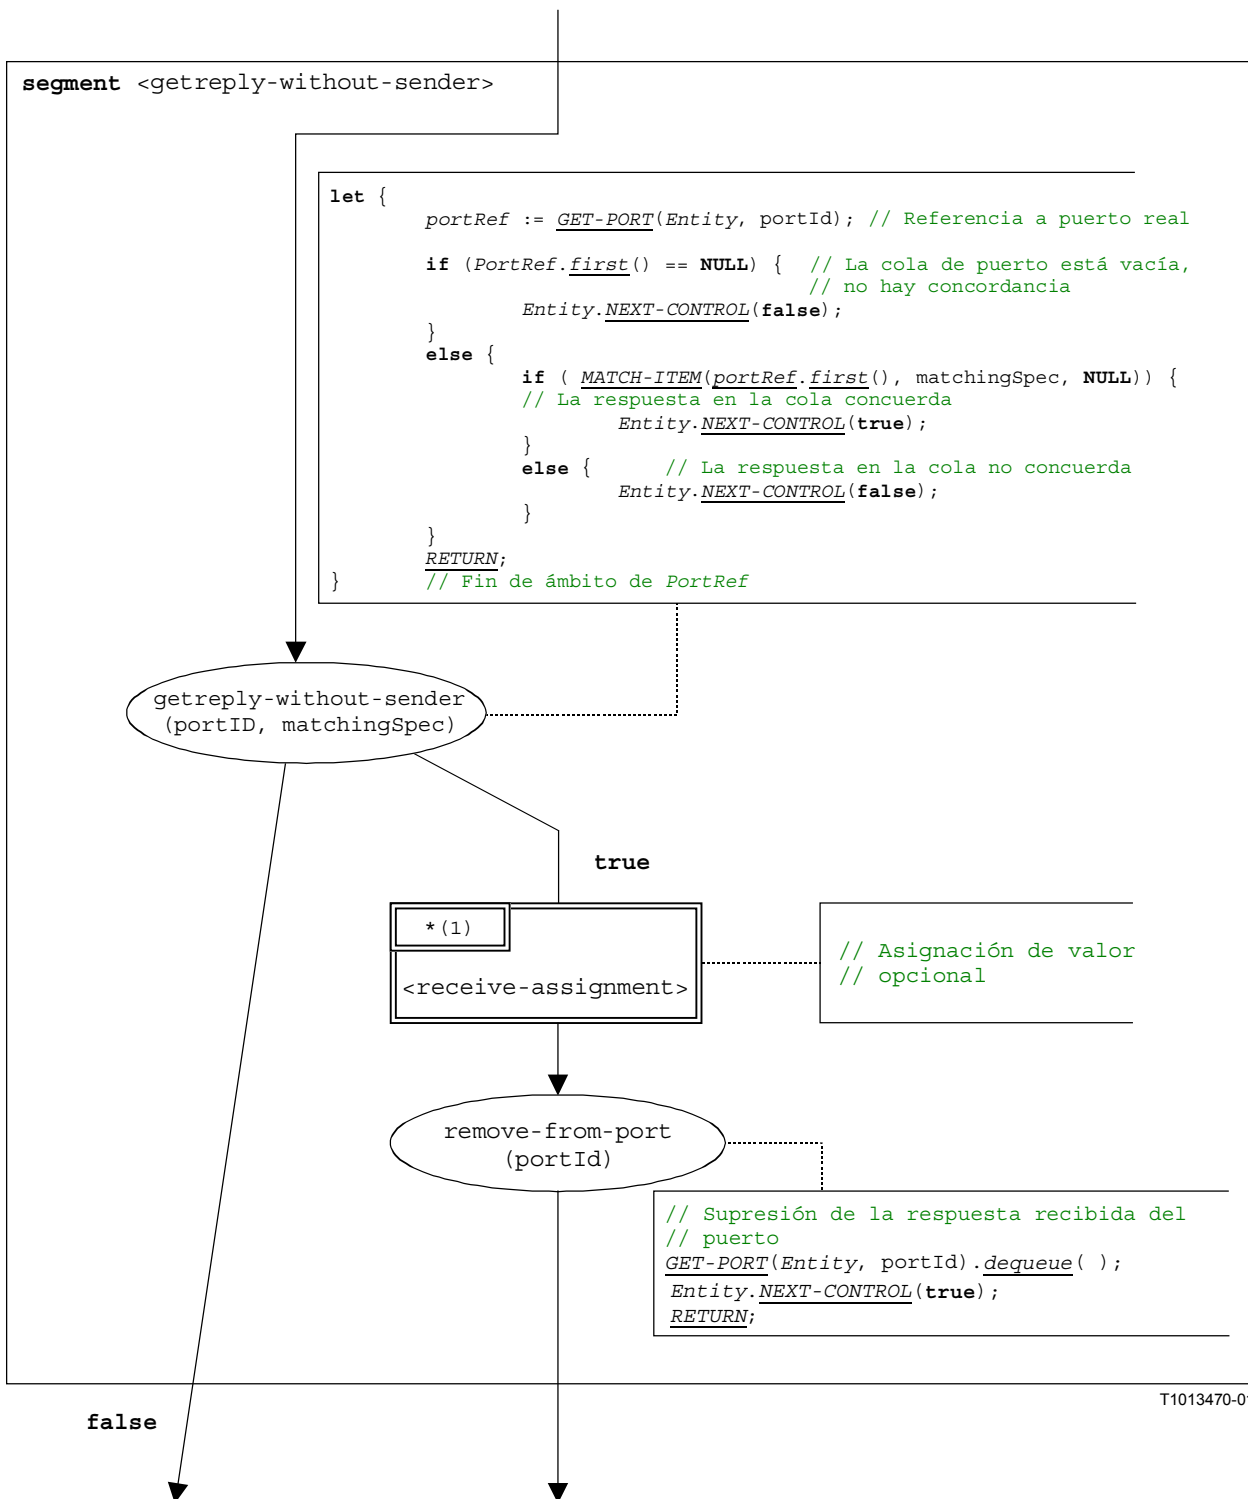 segment <getreply-without-sender>
let {
portRef := GET-PORT(Entity, portId); // Referencia a puerto real
if (PortRef.first() == NULL) { // La cola de puerto está vacía,
// no hay concordancia
Entity.NEXT-CONTROL(false);
}
else {
if ( MATCH-ITEM(portRef.first(), matchingSpec, NULL)) {
// La respuesta en la cola concuerda
Entity.NEXT-CONTROL(true);
}
else { // La respuesta en la cola no concuerda
Entity.NEXT-CONTROL(false);
}
}
RETURN;
} // Fin de ámbito de PortRef
getreply-without-sender
(portID, matchingSpec)
true
*(1)
<receive-assignment>
// Asignación de valor
// opcional
remove-from-port
(portId)
// Supresión de la respuesta recibida del
// puerto
GET-PORT(Entity, portId).dequeue( );
Entity.NEXT-CONTROL(true);
RETURN;
T1013470-01
false